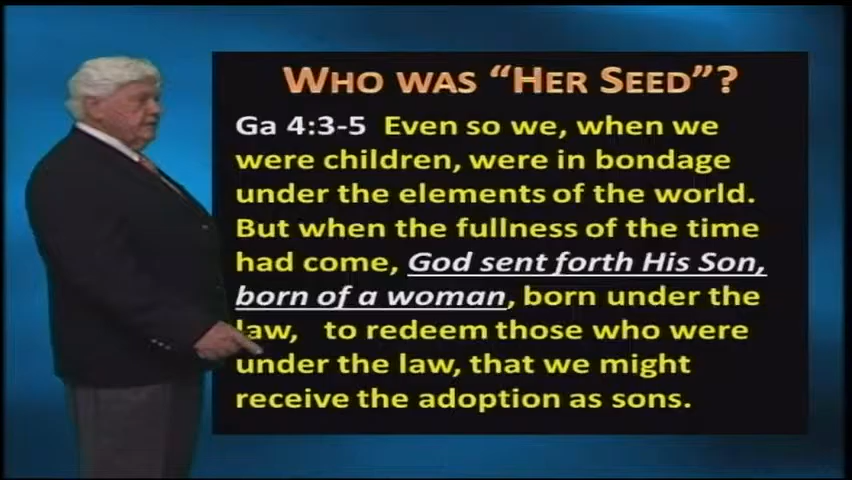 WHO WAS "HER SEED"?
Ga 4:3-5 Even so we, when we
were children, were in bondage
under the elements of the world.
But when the fullness of the time
had come, God sent forth His Son,
born of a woman, born under the
law, to redeem those who were
under the law, that we might
receive the adoption as sons.